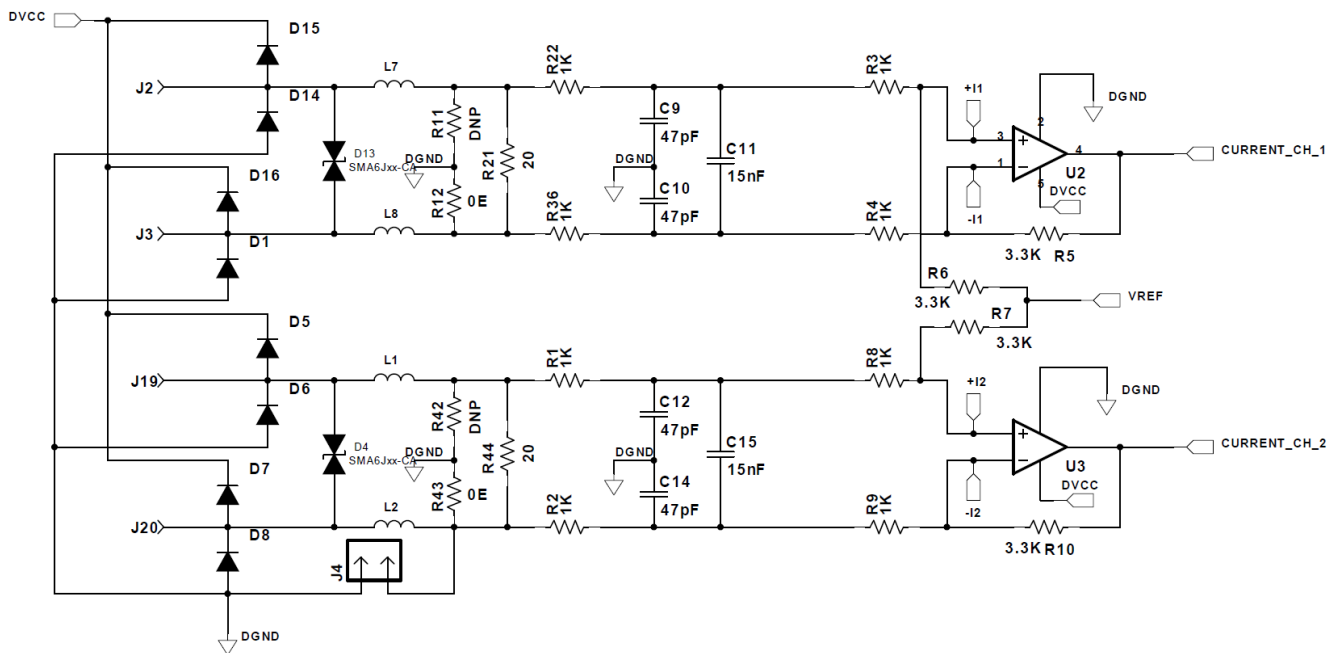 DVCC
D15
L7
R22
1K
R3
1K
+I1
DGND
J2
D14
R11
DNP
C9
47pF
2
3
D13
SMA6Jxx-CA
DGND
R21
20
DGND
C11
15nF
4
CURRENT_CH_1
1
U2
D16
R12
0E
C10
47pF
5
DVCC
L8
R36
1K
R4
1K
-I1
J3
D1
3.3K
R5
R6
3.3K
VREF
R7
3.3K
D5
L1
R1
1K
R8
1K
+I2
DGND
J19
D6
R42
DNP
C12
47pF
D4
SMA6Jxx-CA
DGND
R44
20
DGND
C15
15nF
CURRENT_CH_2
U3
D7
R43
0E
C14
47pF
DVCC
L2
R2
1K
R9
1K
-I2
J20
D8
3.3K
R10
J4
DGND